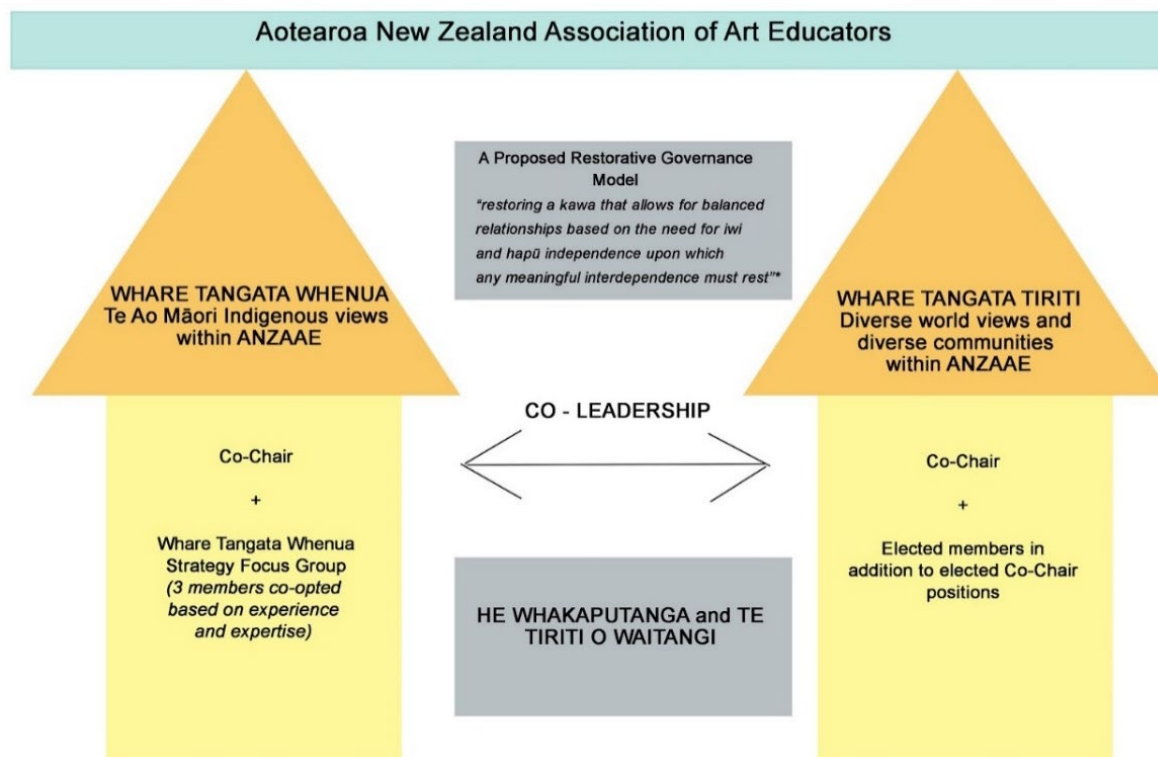 Aotearoa New Zealand Association of Art Educators
A Proposed Restorative Governance
Model
"restoring a kawa that allows for balanced
relationships based on the need for iwi
and hapū independence upon which
any meaningful interdependence must rest"*
WHARE TANGATA WHENUA
Te Ao Māori Indigenous views
within ANZAAE
WHARE TANGATA TIRITI
Diverse world views and
diverse communities
within ANZAAE
CO - LEADERSHIP
Co-Chair
+
Whare Tangata Whenua
Strategy Focus Group
(3 members co-opted
based on experience
and expertise)
Co-Chair
+
Elected members in
addition to elected Co-Chair
positions
HE WHAKAPUTANGA and TE
TIRITI O WAITANGI